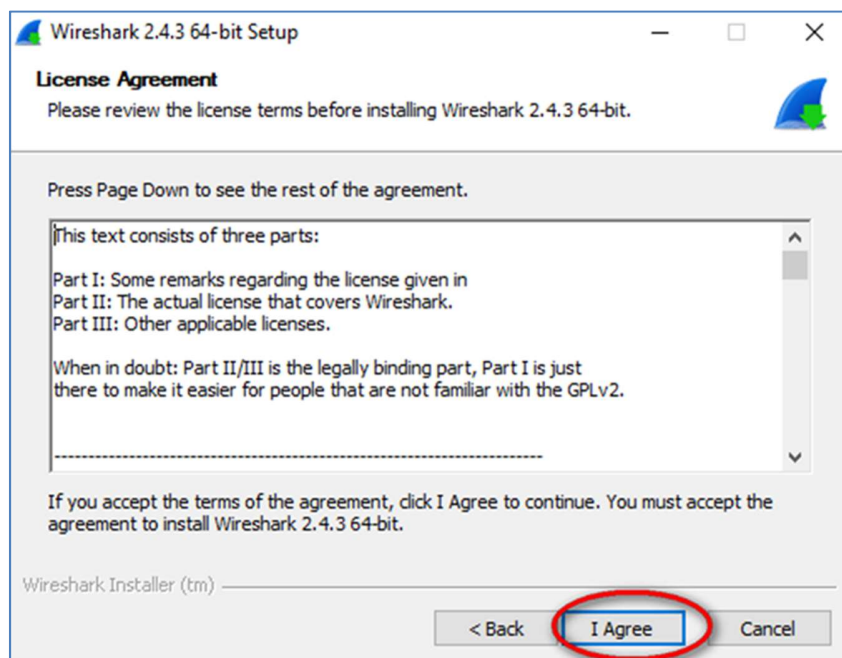 Wireshark 2.4.3 64-bit Setup
License Agreement
Please review the license terms before installing Wireshark 2.4.3 64-bit.
Press Page Down to see the rest of the agreement.
This text consists of three parts:
Part I: Some remarks regarding the license given in
Part II: The actual license that covers Wireshark.
Part III: Other applicable licenses.
When in doubt: Part II/III is the legally binding part, Part I is just
there to make it easier for people that are not familiar with the GPLv2.
------------------------------------------------------------------------
If you accept the terms of the agreement, click I Agree to continue. You must accept the
agreement to install Wireshark 2.4.3 64-bit.
Wireshark Installer (tm)
< Back I Agree Cancel